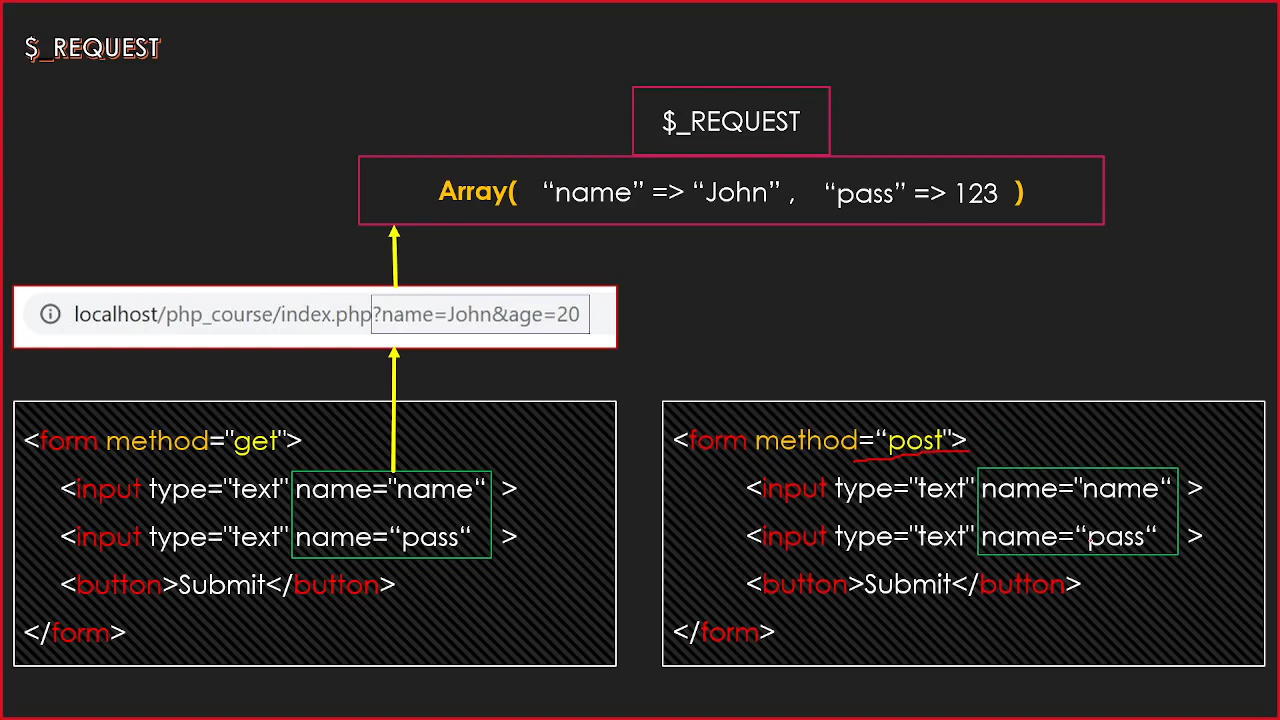 $_REQUEST
$_REQUEST
Array( “name” => “John” , “pass” => 123 )
localhost/php_course/index.php?name=John&age=20
<form method="get">
<input type="text" name="name“ >
<input type="text" name=“pass“ >
<button>Submit</button>
</form>
<form method=“post">
<input type="text" name="name“ >
<input type="text" name=“pass“ >
<button>Submit</button>
</form>